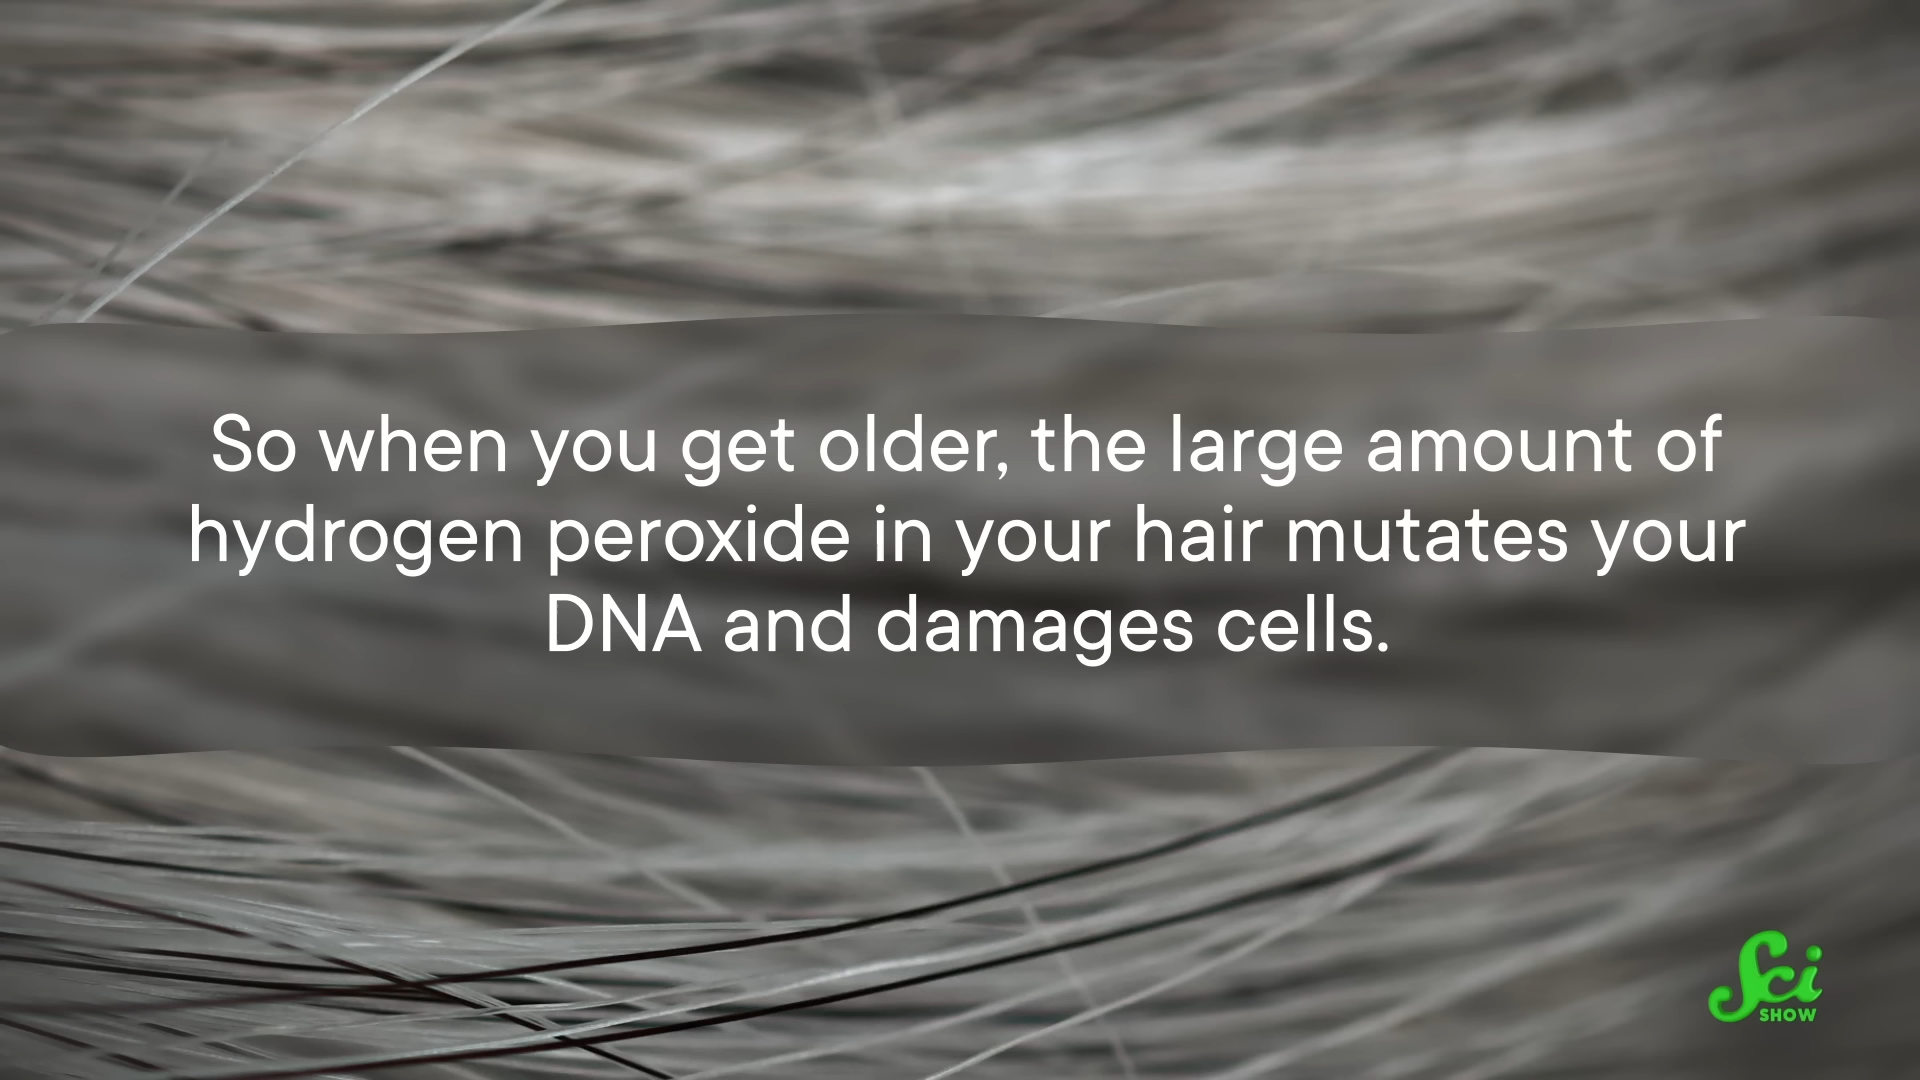 So when you get older, the large amount of
hydrogen peroxide in your hair mutates your
DNA and damages cells.
Sci
SHOW